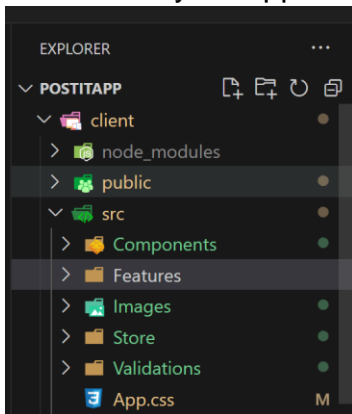 EXPLORER
POSTITAPP
client
node_modules
public
src
Components
Features
Images
Store
Validations
App.css M